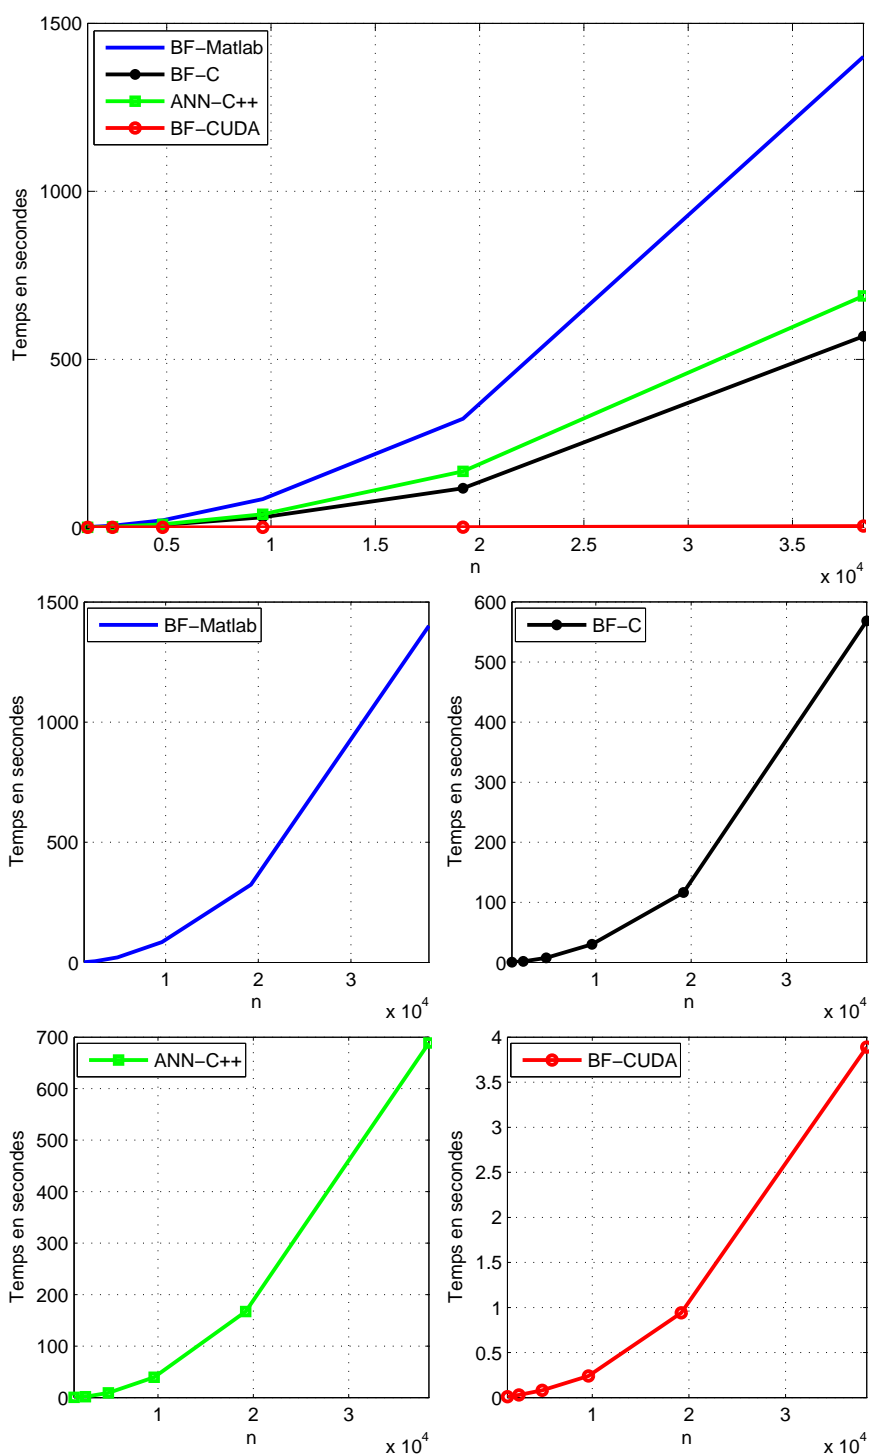 1500
1000
500
0
Temps en secondes
BF−Matlab
BF−C
ANN−C++
BF−CUDA
0.5 1 1.5 2 2.5 3 3.5
n
x 10^4
1500
1000
500
0
Temps en secondes
BF−Matlab
1 2 3
n
x 10^4
600
500
400
300
200
100
0
Temps en secondes
BF−C
1 2 3
n
x 10^4
700
600
500
400
300
200
100
0
Temps en secondes
ANN−C++
1 2 3
n
x 10^4
4
3.5
3
2.5
2
1.5
1
0.5
0
Temps en secondes
BF−CUDA
1 2 3
n
x 10^4